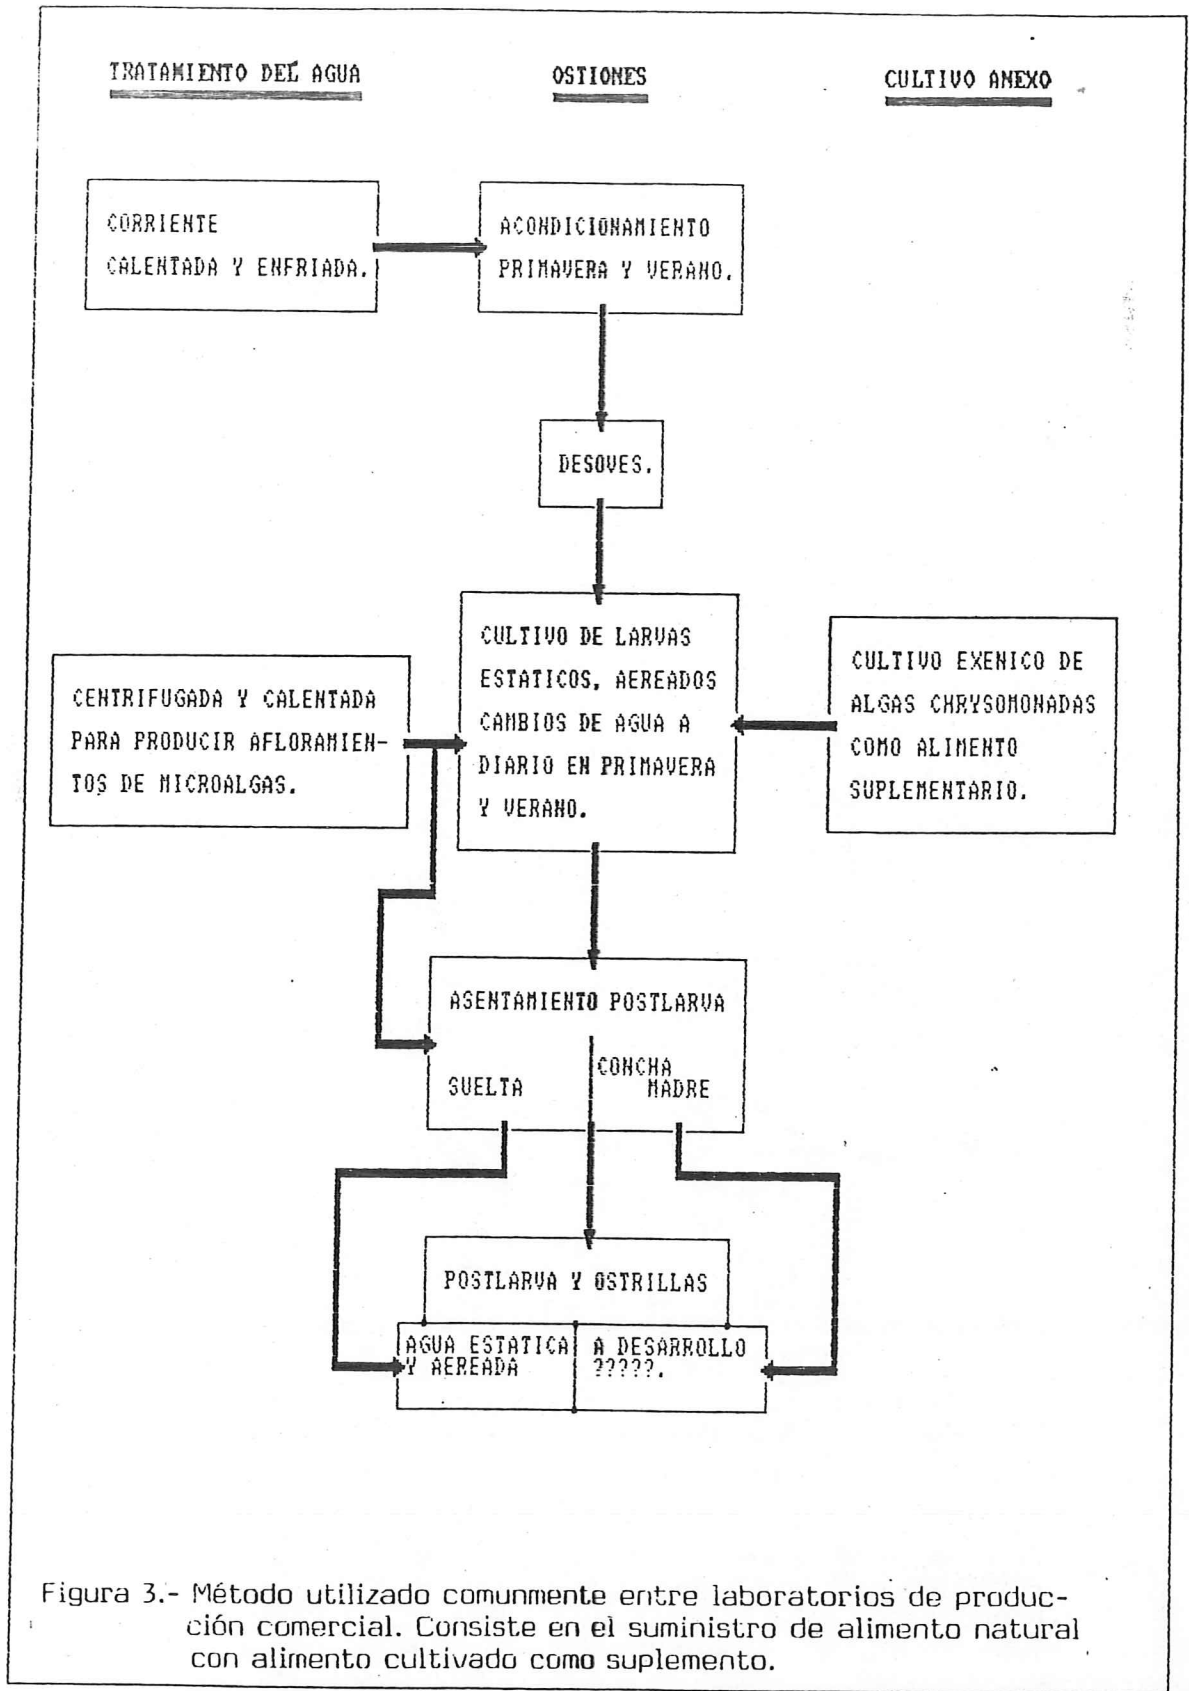 TRATAMIENTO DEL AGUA
OSTIONES
CULTIVO ANEXO
CORRIENTE
CALENTADA Y ENFRIADA.
ACONDICIONAMIENTO
PRIMAVERA Y VERANO.
DESOVES.
CENTRIFUGADA Y CALENTADA
PARA PRODUCIR AFLORAMIEN-
TOS DE MICROALGAS.
CULTIVO DE LARVAS
ESTATICOS, AEREADOS
CAMBIOS DE AGUA A
DIARIO EN PRIMAVERA
Y VERANO.
CULTIVO EXENICO DE
ALGAS CHRYSOMONADAS
COMO ALIMENTO
SUPLEMENTARIO.
ASENTAMIENTO POSTLARVA
SUELTA
CONCHA
MADRE
POSTLARVA Y OSTRILLAS
AGUA ESTATICA
Y AEREADA
A DESARROLLO
?????.
Figura 3.- Método utilizado comunmente entre laboratorios de produc-
ción comercial. Consiste en el suministro de alimento natural
con alimento cultivado como suplemento.